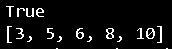 True
[3, 5, 6, 8, 10]